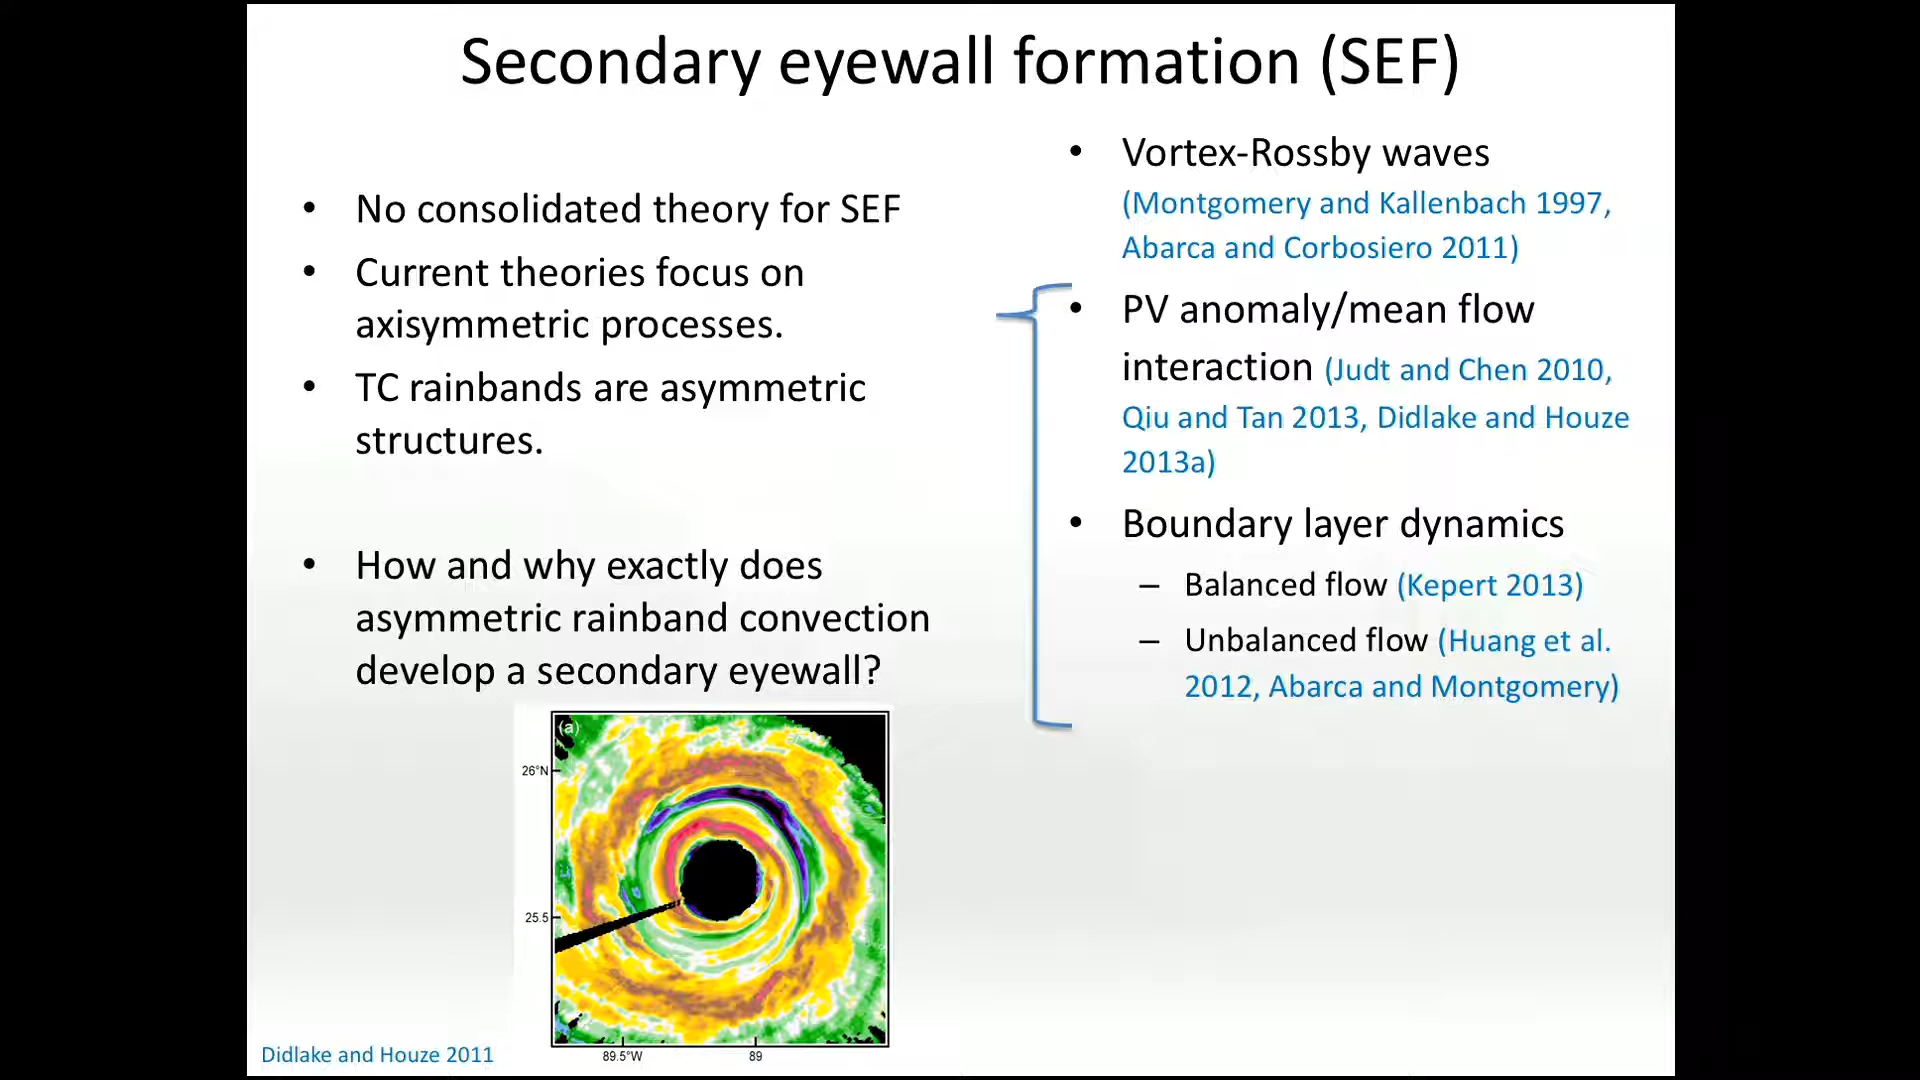 Secondary eyewall formation (SEF)
• No consolidated theory for SEF
• Current theories focus on
axisymmetric processes.
• TC rainbands are asymmetric
structures.
• How and why exactly does
asymmetric rainband convection
develop a secondary eyewall?
• Vortex-Rossby waves
(Montgomery and Kallenbach 1997,
Abarca and Corbosiero 2011)
• PV anomaly/mean flow
interaction (Judt and Chen 2010,
Qiu and Tan 2013, Didlake and Houze
2013a)
• Boundary layer dynamics
– Balanced flow (Kepert 2013)
– Unbalanced flow (Huang et al.
2012, Abarca and Montgomery)
(a)
26°N
25.5
89.5°W
89
Didlake and Houze 2011